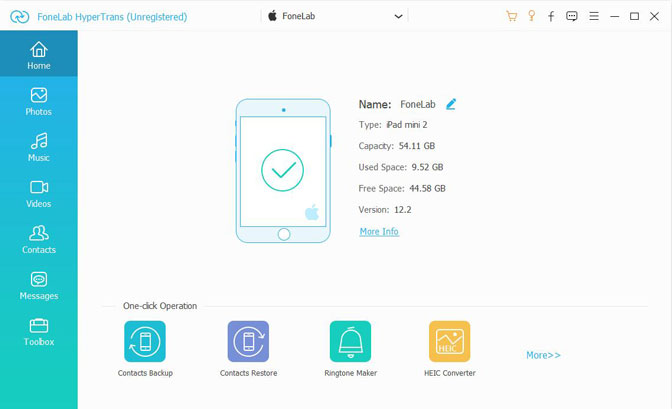 FoneLab HyperTrans (Unregistered)
FoneLab
Home
Photos
Music
Videos
Contacts
Messages
Toolbox
Name: FoneLab
Type: iPad mini 2
Capacity: 54.11 GB
Used Space: 9.52 GB
Free Space: 44.58 GB
Version: 12.2
More Info
One-click Operation
HEIC
Contacts Backup
Contacts Restore
Ringtone Maker
HEIC Converter
More>>